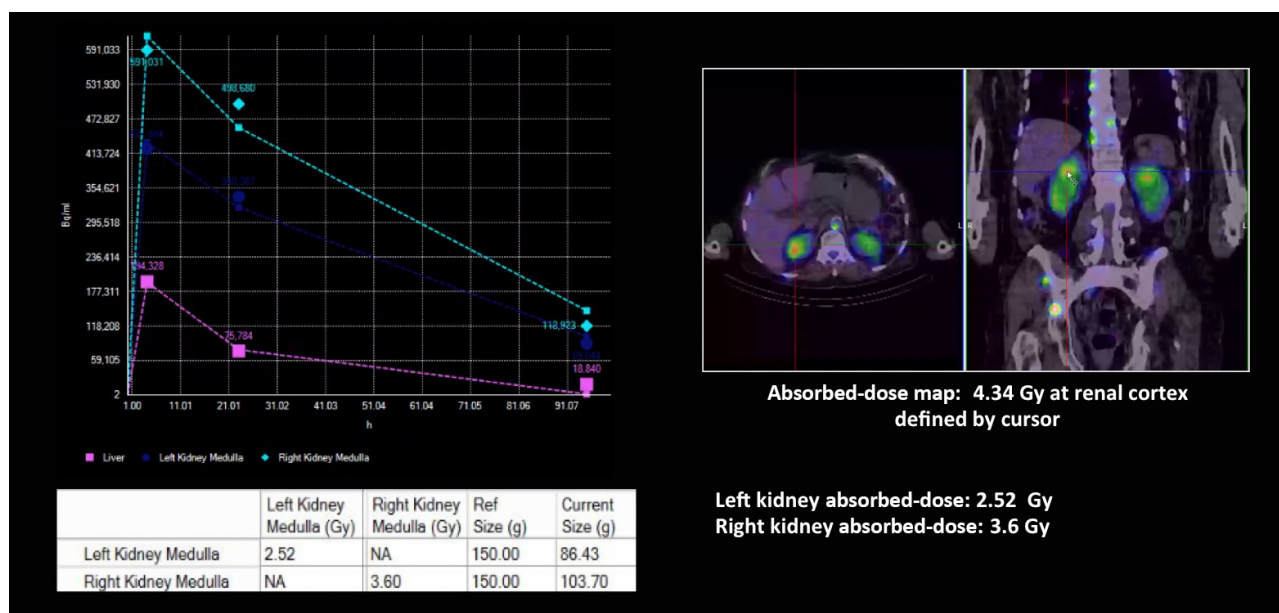 591,033
531,930
472,827
413,724
354,621
295,518
236,414
177,311
118,208
59,105
2
Bq/ml
591,031
498,680
194,328
75,784
118,923
18,840
1.00 11.01 21.01 31.02 41.03 51.04 61.04 71.05 81.06 91.07
h
Liver Left Kidney Medulla Right Kidney Medulla
L R
L
Absorbed-dose map: 4.34 Gy at renal cortex
defined by cursor
Left kidney absorbed-dose: 2.52 Gy
Right kidney absorbed-dose: 3.6 Gy
Left Kidney Medulla (Gy) Right Kidney Medulla (Gy) Ref Size (g) Current Size (g)
Left Kidney Medulla 2.52 NA 150.00 86.43
Right Kidney Medulla NA 3.60 150.00 103.70